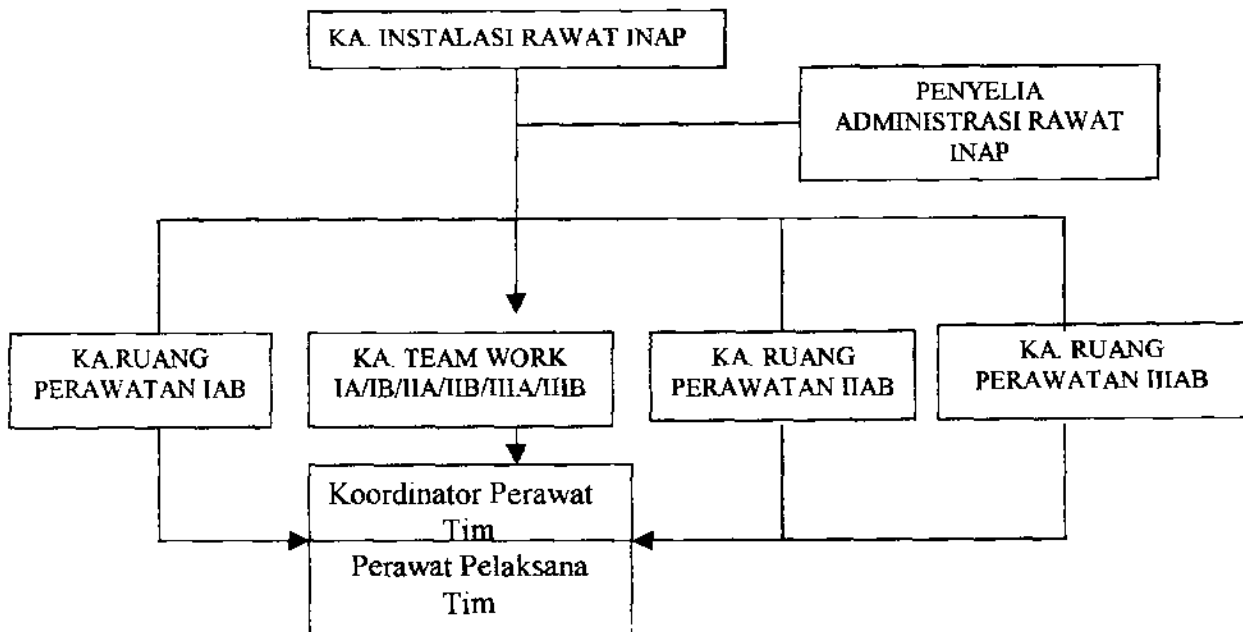 KA. INSTALASI RAWAT INAP
PENYELIA
ADMINISTRASI RAWAT
INAP
KA.RUANG
PERAWATAN IAB
KA. TEAM WORK
IA/IB/IIA/IIB/IIIA/IIIB
KA. RUANG
PERAWATAN IIAB
KA. RUANG
PERAWATAN IIIAB
Koordinator Perawat
Tim
Perawat Pelaksana
Tim